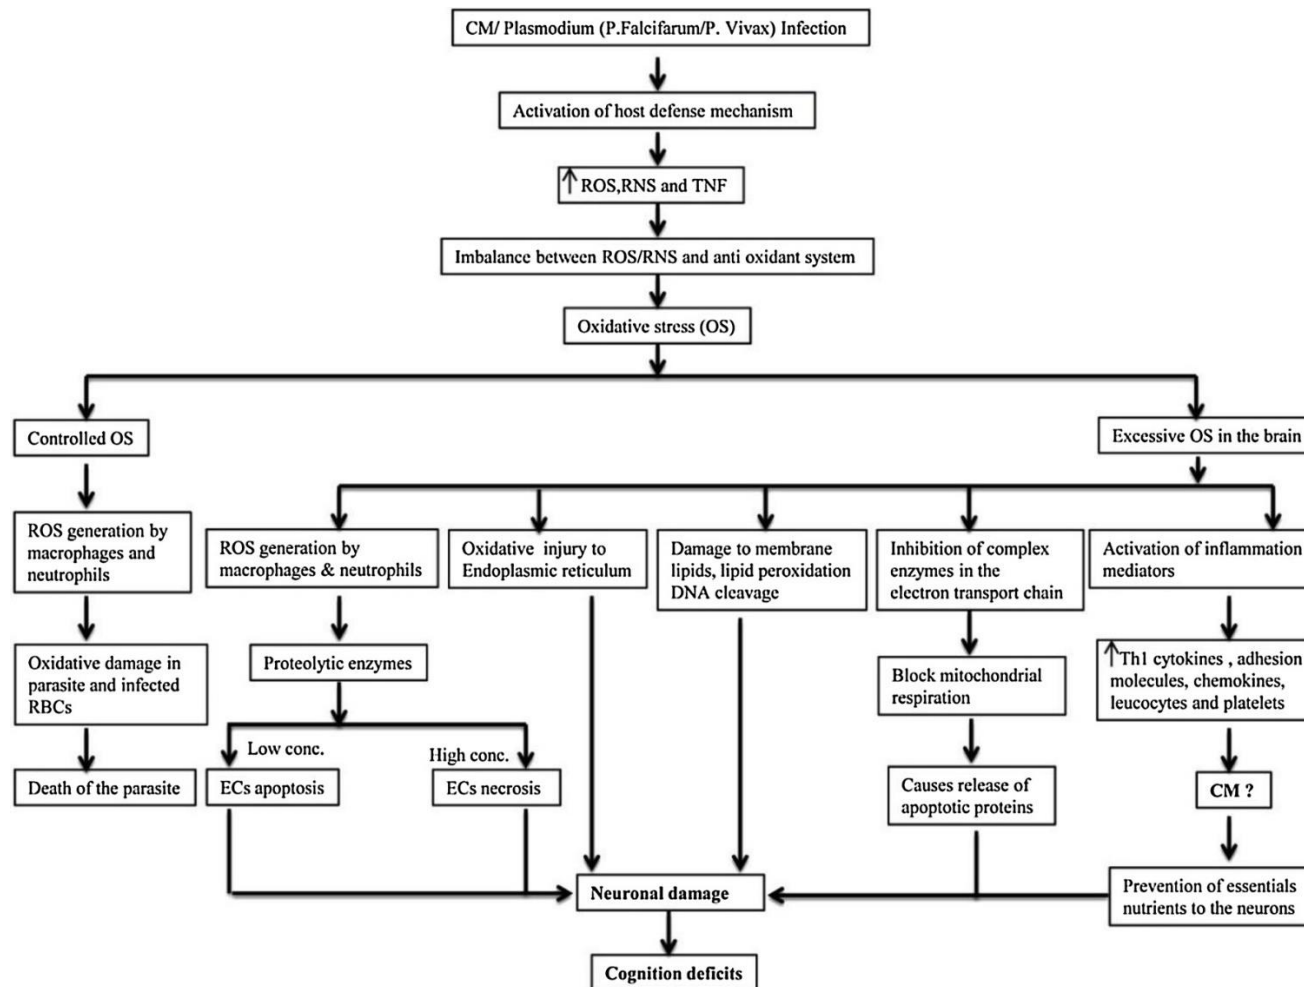 CM/ Plasmodium (P.Falcifarum/P. Vivax) Infection
Activation of host defense mechanism
↑ROS,RNS and TNF
Imbalance between ROS/RNS and anti oxidant system
Oxidative stress (OS)
Controlled OS
Excessive OS in the brain
ROS generation by
macrophages and
neutrophils
ROS generation by
macrophages & neutrophils
Oxidative injury to
Endoplasmic reticulum
Damage to membrane
lipids, lipid peroxidation
DNA cleavage
Inhibition of complex
enzymes in the
electron transport chain
Activation of inflammation
mediators
Oxidative damage in
parasite and infected
RBCs
Proteolytic enzymes
Block mitochondrial
respiration
↑Th1 cytokines , adhesion
molecules, chemokines,
leucocytes and platelets
Low conc.
High conc.
Death of the parasite
ECs apoptosis
ECs necrosis
Causes release of
apoptotic proteins
CM ?
Neuronal damage
Prevention of essentials
nutrients to the neurons
Cognition deficits